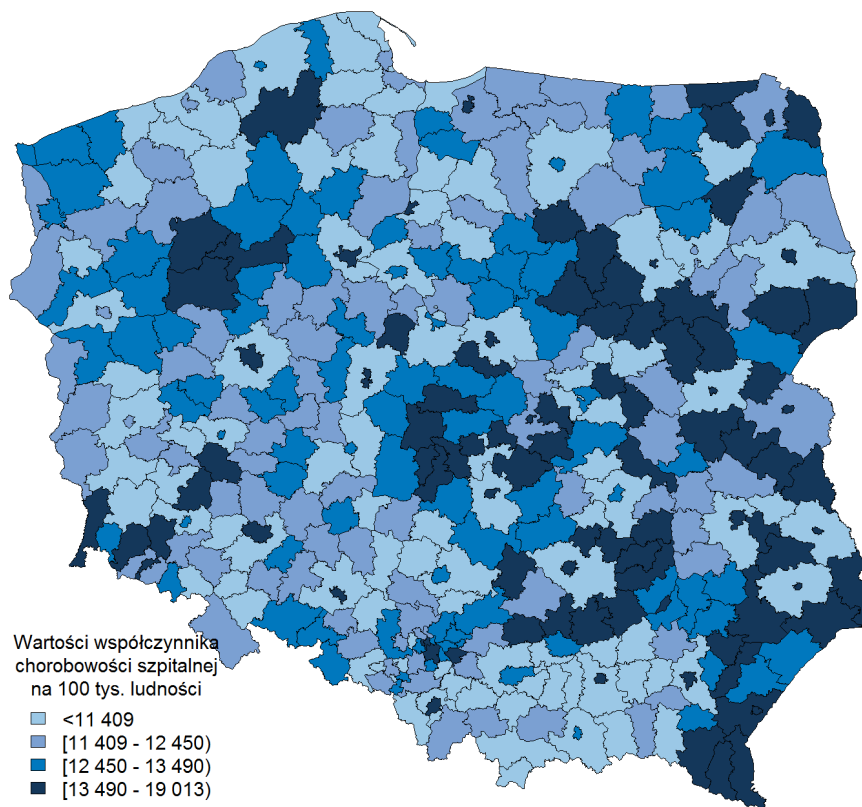 Wartości współczynnika
chorobowości szpitalnej
na 100 tys. ludności
<11 409
[11 409 - 12 450)
[12 450 - 13 490)
[13 490 - 19 013)